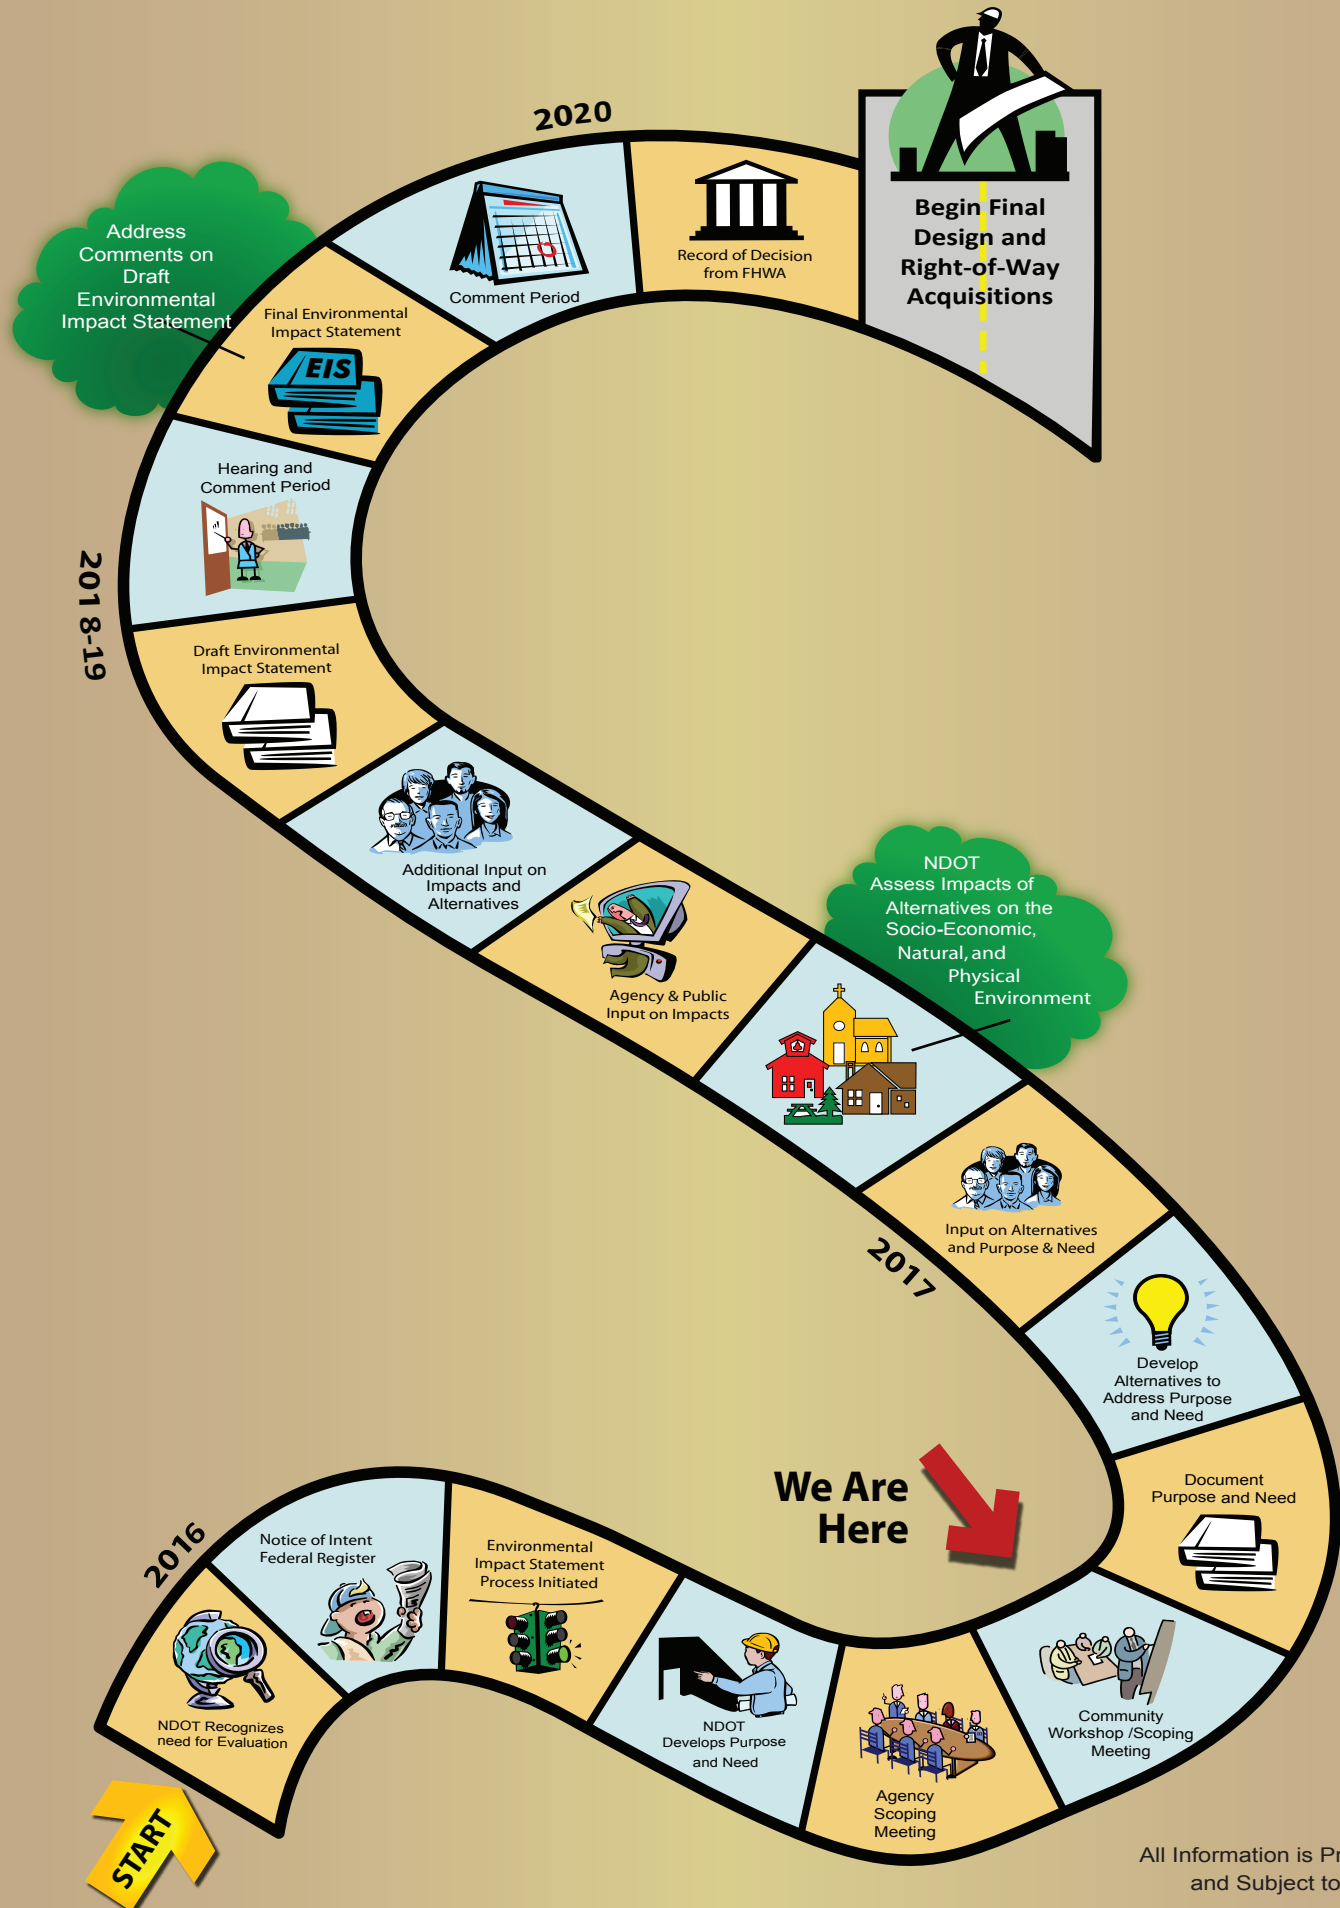 2020
Begin Final
Design and
Right-of-Way
Acquisitions
Record of Decision
from FHWA
Comment Period
Address
Comments on
Draft
Environmental
Impact Statement
Final Environmental
Impact Statement
EIS
Hearing and
Comment Period
2018-19
Draft Environmental
Impact Statement
Additional Input on
Impacts and
Alternatives
Agency & Public
Input on Impacts
NDOT
Assess Impacts of
Alternatives on the
Socio-Economic,
Natural, and
Physical
Environment
Input on Alternatives
and Purpose & Need
2017
Develop
Alternatives to
Address Purpose
and Need
Document
Purpose and Need
We Are
Here
Community
Workshop /Scoping
Meeting
Agency
Scoping
Meeting
NDOT
Develops Purpose
and Need
Environmental
Impact Statement
Process Initiated
Notice of Intent
Federal Register
2016
NDOT Recognizes
need for Evaluation
START
All Information is Pr
and Subject to